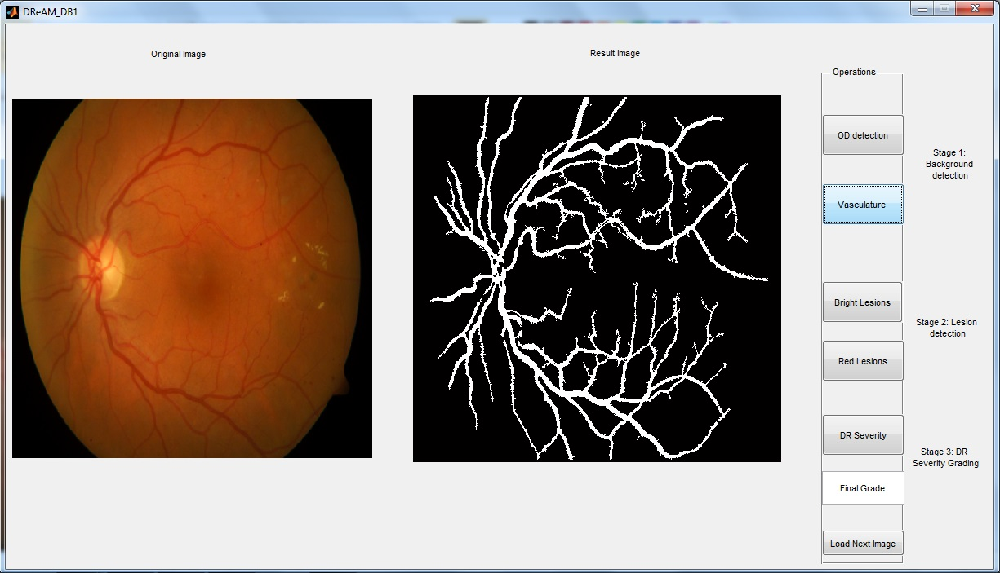 DReAM_DB1
Original Image
Result Image
Operations
OD detection
Stage 1:
Background
detection
Vasculature
Bright Lesions
Stage 2: Lesion
detection
Red Lesions
DR Severity
Stage 3: DR
Severity Grading
Final Grade
Load Next Image